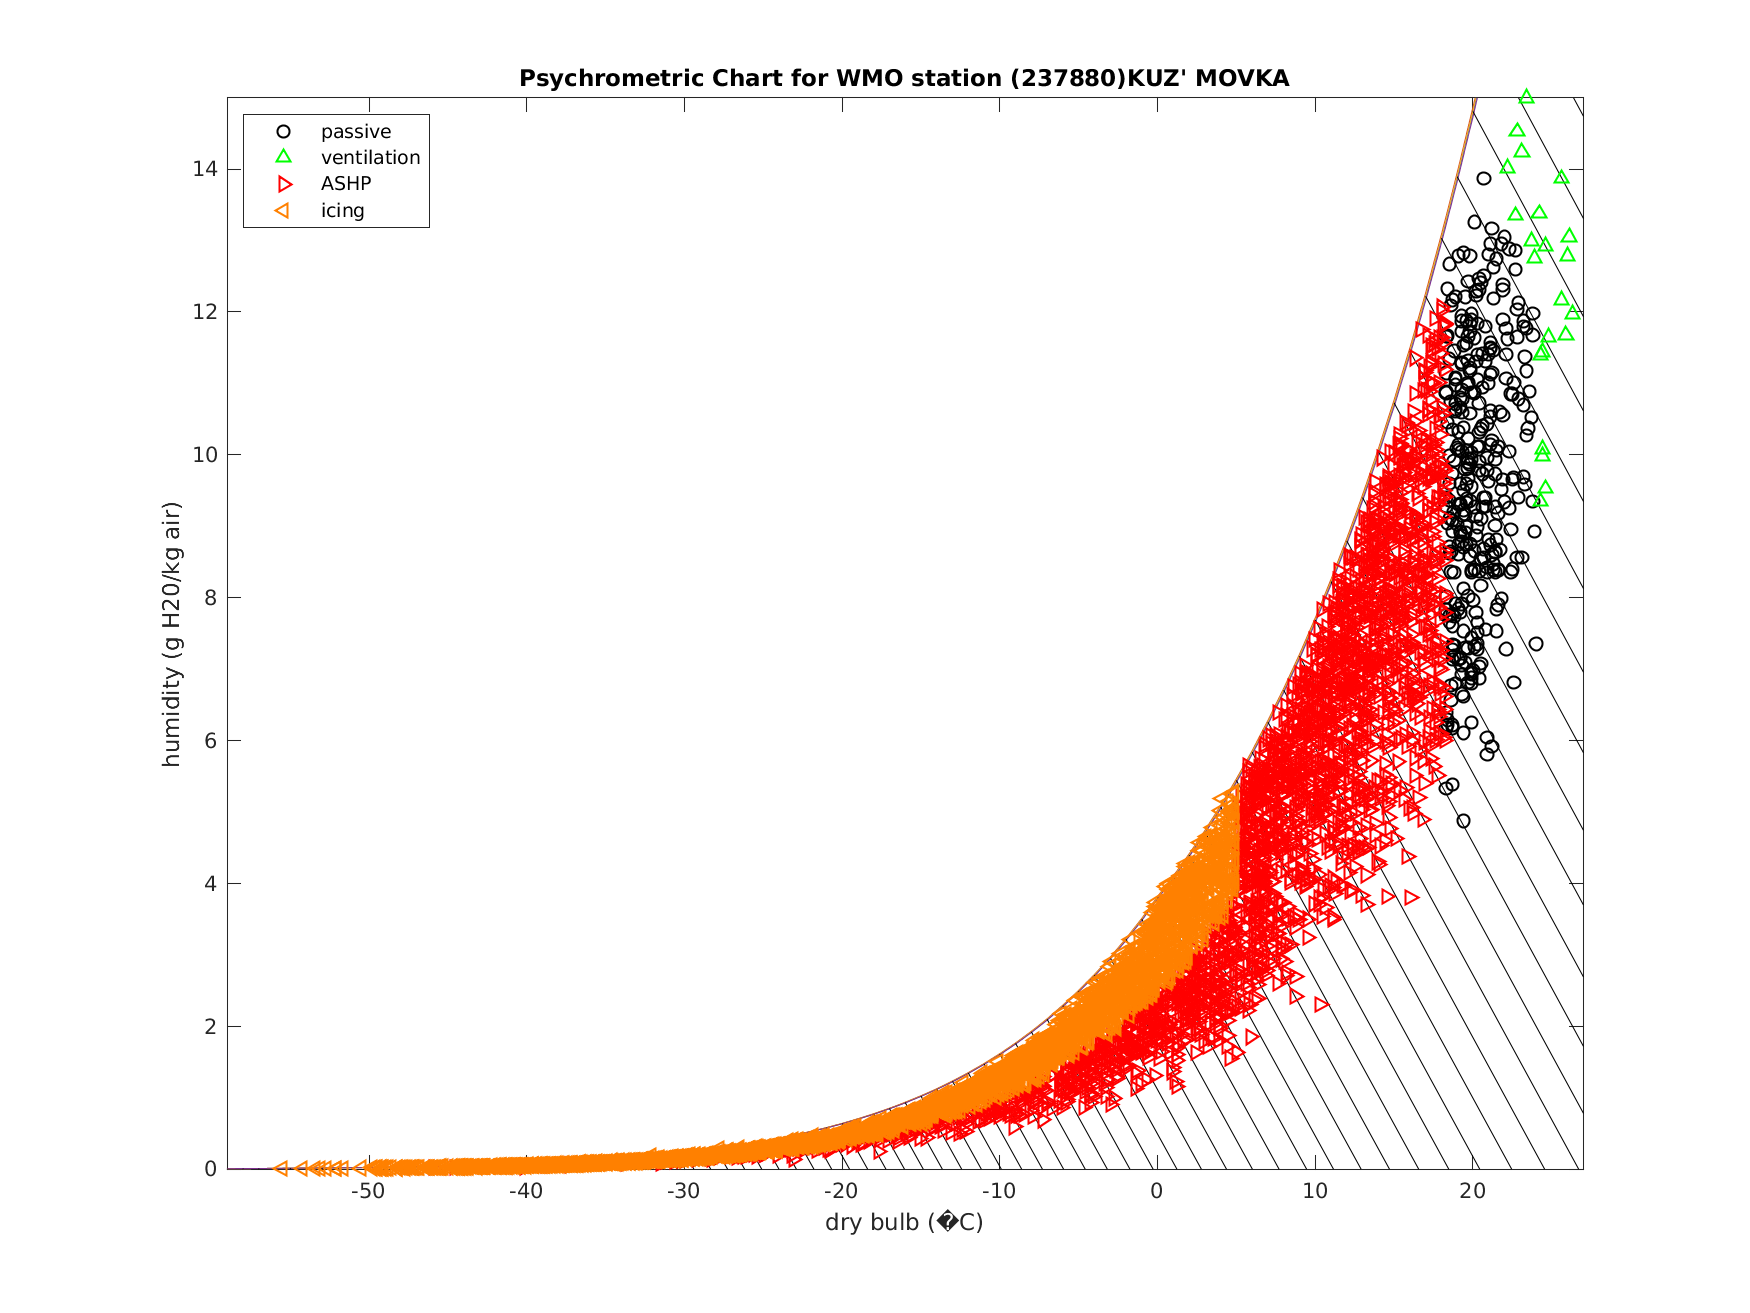 Psychrometric Chart for WMO station (237880)KUZ' MOVKA
passive
ventilation
ASHP
icing
humidity (g H20/kg air)
14
12
10
8
6
4
2
0
-50 -40 -30 -20 -10 0 10 20
dry bulb (�C)